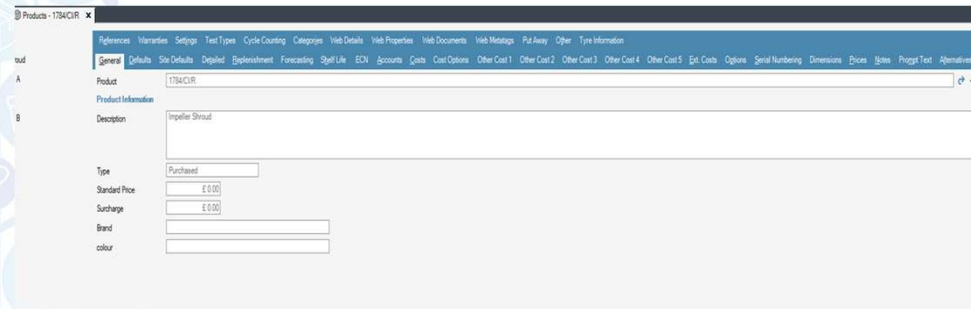 Products - 1784/CI/R x
References Warranties Settings Test Types Cycle Counting Categories Web Details Web Properties Web Documents Web Metatags Put Away Other Tyre Information
oud
General Defaults Site Defaults Detailed Replenishment Forecasting Shelf Life ECN Accounts Costs Cost Options Other Cost 1 Other Cost 2 Other Cost 3 Other Cost 4 Other Cost 5 Ext. Costs Options Serial Numbering Dimensions Prices Notes Prompt Text Alternatives
A
Product 1784/CI/R
Product Information
B
Description Impeller Shroud
Type Purchased
Standard Price £ 0.00
Surcharge £ 0.00
Brand
colour